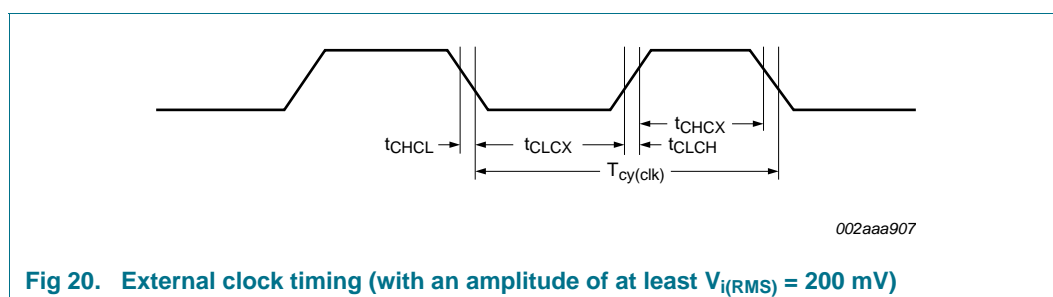 tCHCX
tCHCL
tCLCX
tCLCH
Tcy(clk)
002aaa907
Fig 20. External clock timing (with an amplitude of at least Vi(RMS) = 200 mV)